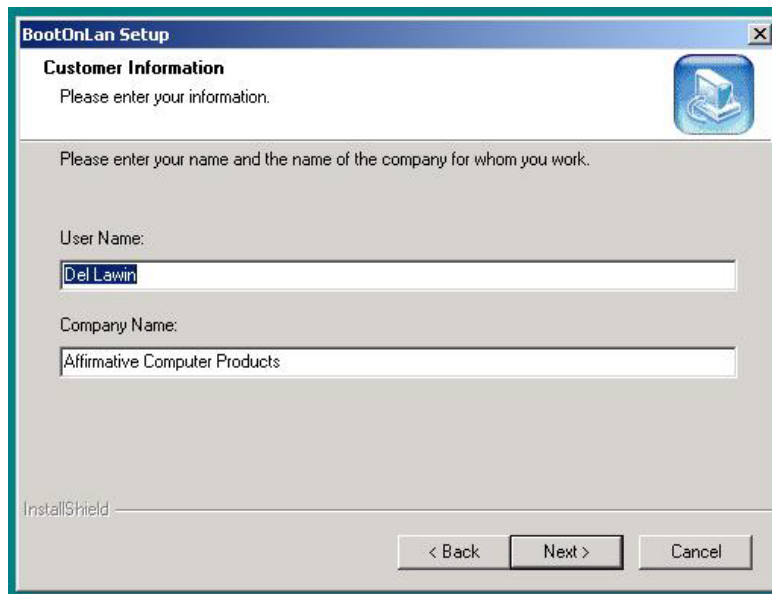 BootOnLan Setup
Customer Information
Please enter your information.
Please enter your name and the name of the company for whom you work.
User Name:
Del Lawin
Company Name:
Affirmative Computer Products
InstallShield
< Back
Next >
Cancel